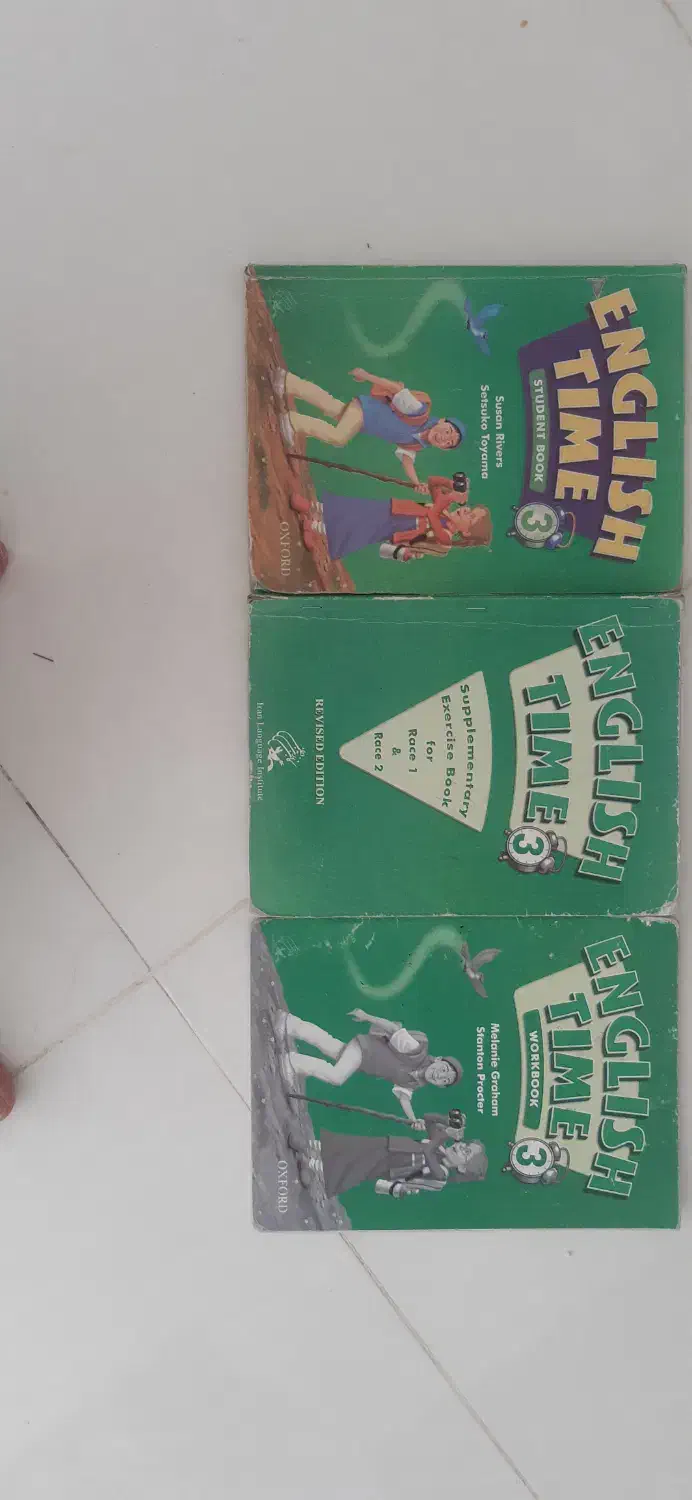 ENGLISH
TIME
STUDENT BOOK
3
Susan Rivers
Setsuko Toyama
OXFORD
ENGLISH
TIME
3
Supplementary
Exercise Book
for
Race 1
&
Race 2
REVISED EDITION
Iran Language Institute
ENGLISH
TIME
WORKBOOK
3
Melanie Graham
Stanton Procter
OXFORD